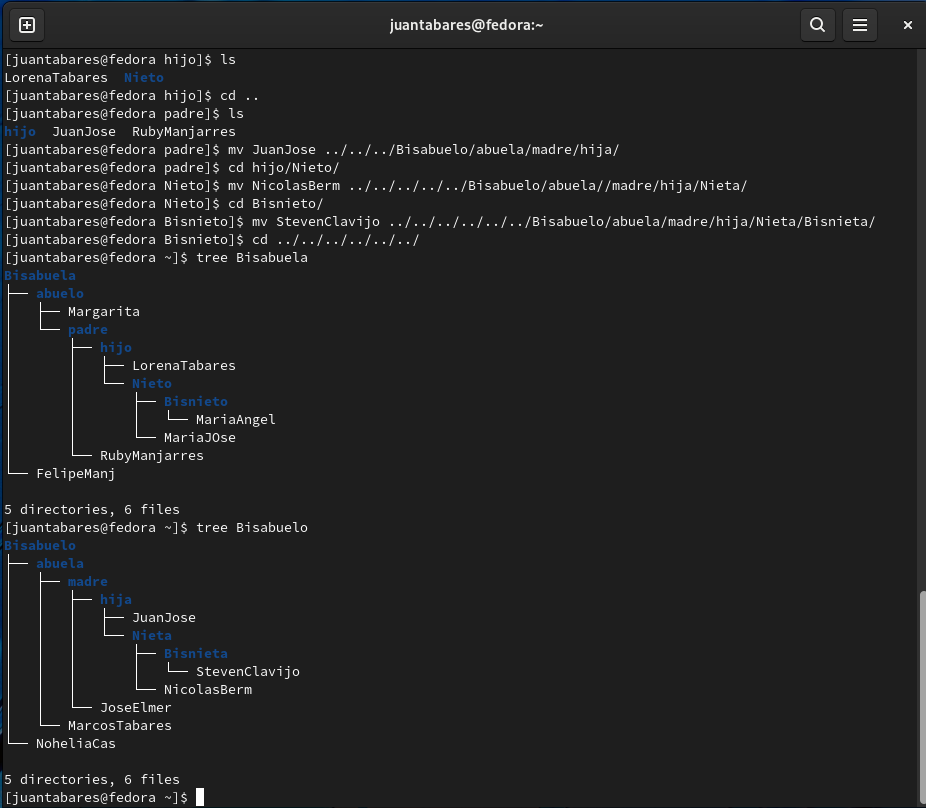 juantabares@fedora:~
[juantabares@fedora hijo]$ ls
LorenaTabares  Nieto
[juantabares@fedora hijo]$ cd ..
[juantabares@fedora padre]$ ls
hijo  JuanJose  RubyManjarres
[juantabares@fedora padre]$ mv JuanJose ../../../Bisabuelo/abuela/madre/hija/
[juantabares@fedora padre]$ cd hijo/Nieto/
[juantabares@fedora Nieto]$ mv NicolasBerm ../../../../../Bisabuelo/abuela//madre/hija/Nieta/
[juantabares@fedora Nieto]$ cd Bisnieto/
[juantabares@fedora Bisnieto]$ mv StevenClavijo ../../../../../../Bisabuelo/abuela/madre/hija/Nieta/Bisnieta/
[juantabares@fedora Bisnieto]$ cd ../../../../../../
[juantabares@fedora ~]$ tree Bisabuela
Bisabuela
├── abuelo
│   ├── Margarita
│   └── padre
│       ├── hijo
│       │   ├── LorenaTabares
│       │   └── Nieto
│       │       ├── Bisnieto
│       │       │   └── MariaAngel
│       │       └── MariaJOse
│       └── RubyManjarres
└── FelipeManj

5 directories, 6 files
[juantabares@fedora ~]$ tree Bisabuelo
Bisabuelo
├── abuela
│   ├── madre
│   │   ├── hija
│   │   │   ├── JuanJose
│   │   │   └── Nieta
│   │   │       ├── Bisnieta
│   │   │       │   └── StevenClavijo
│   │   │       └── NicolasBerm
│   │   └── JoseElmer
│   └── MarcosTabares
└── NoheliaCas

5 directories, 6 files
[juantabares@fedora ~]$